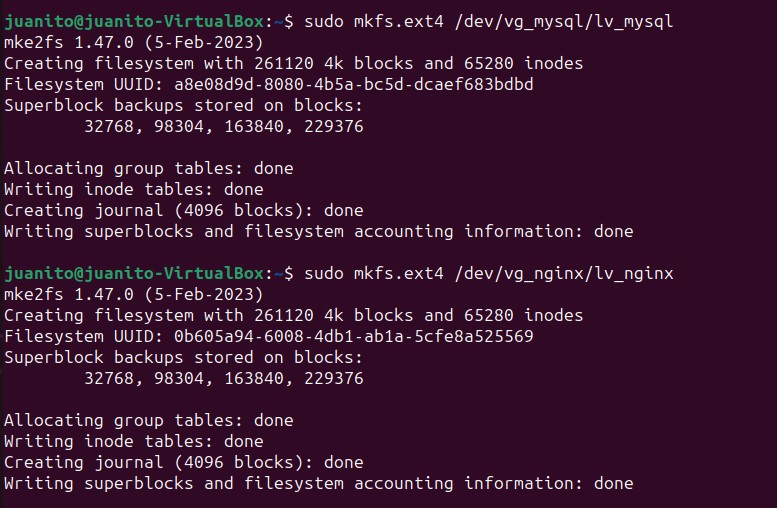 juanito@juanito-VirtualBox:~$ sudo mkfs.ext4 /dev/vg_mysql/lv_mysql
mke2fs 1.47.0 (5-Feb-2023)
Creating filesystem with 261120 4k blocks and 65280 inodes
Filesystem UUID: a8e08d9d-8080-4b5a-bc5d-dcaef683bdbd
Superblock backups stored on blocks:
        32768, 98304, 163840, 229376

Allocating group tables: done
Writing inode tables: done
Creating journal (4096 blocks): done
Writing superblocks and filesystem accounting information: done

juanito@juanito-VirtualBox:~$ sudo mkfs.ext4 /dev/vg_nginx/lv_nginx
mke2fs 1.47.0 (5-Feb-2023)
Creating filesystem with 261120 4k blocks and 65280 inodes
Filesystem UUID: 0b605a94-6008-4db1-ab1a-5cfe8a525569
Superblock backups stored on blocks:
        32768, 98304, 163840, 229376

Allocating group tables: done
Writing inode tables: done
Creating journal (4096 blocks): done
Writing superblocks and filesystem accounting information: done